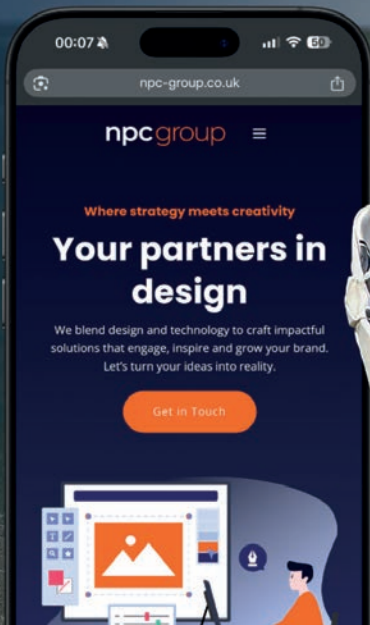 00:07
50
npc-group.co.uk
npcgroup
Where strategy meets creativity
Your partners in
design
We blend design and technology to craft impactful
solutions that engage, inspire and grow your brand.
Let's turn your ideas into reality.
Get in Touch
T